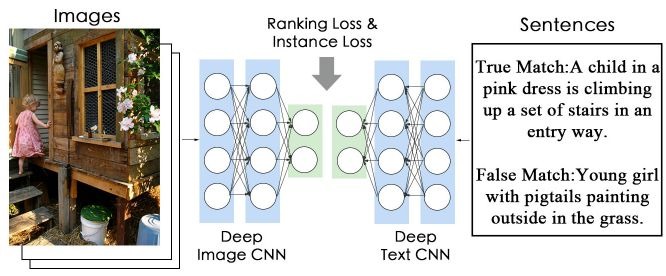 Images
Ranking Loss &
Instance Loss
Sentences
True Match:A child in a
pink dress is climbing
up a set of stairs in an
entry way.
False Match:Young girl
with pigtails painting
outside in the grass.
Deep
Image CNN
Deep
Text CNN